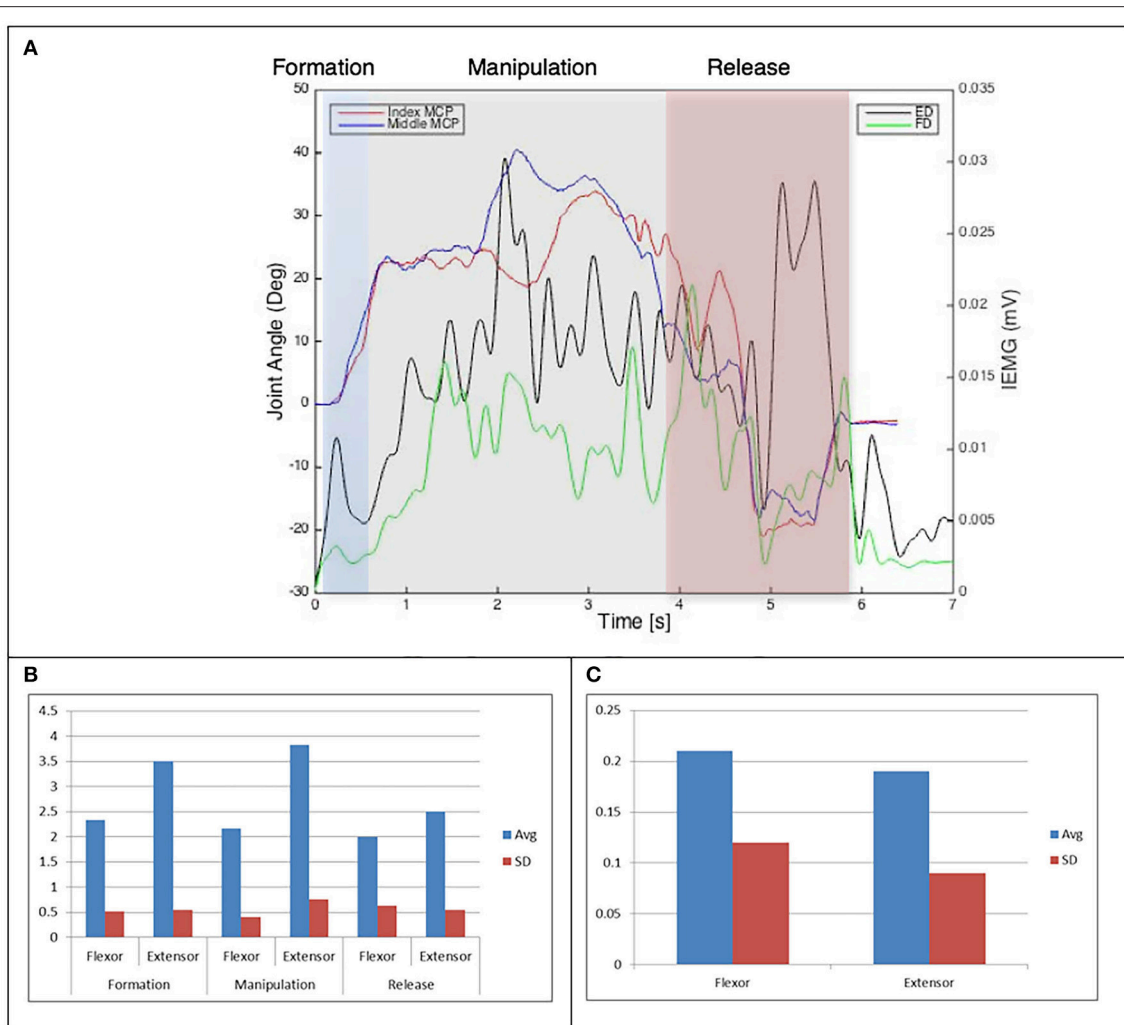 A
Formation Manipulation Release
50 0.035
Index MCP
Middle MCP
ED
FD
40 0.03
30 0.025
20 0.02
10 0.015
0 0.01
-10 0.005
-20 0
-30
Joint Angle (Deg)
IEMG (mV)
0 1 2 3 4 5 6 7
Time [s]
B
4.5
4
3.5
3
2.5
2
1.5
1
0.5
0
Flexor Extensor Flexor Extensor Flexor Extensor
Formation Manipulation Release
Avg
SD
C
0.25
0.2
0.15
0.1
0.05
0
Flexor Extensor
Avg
SD